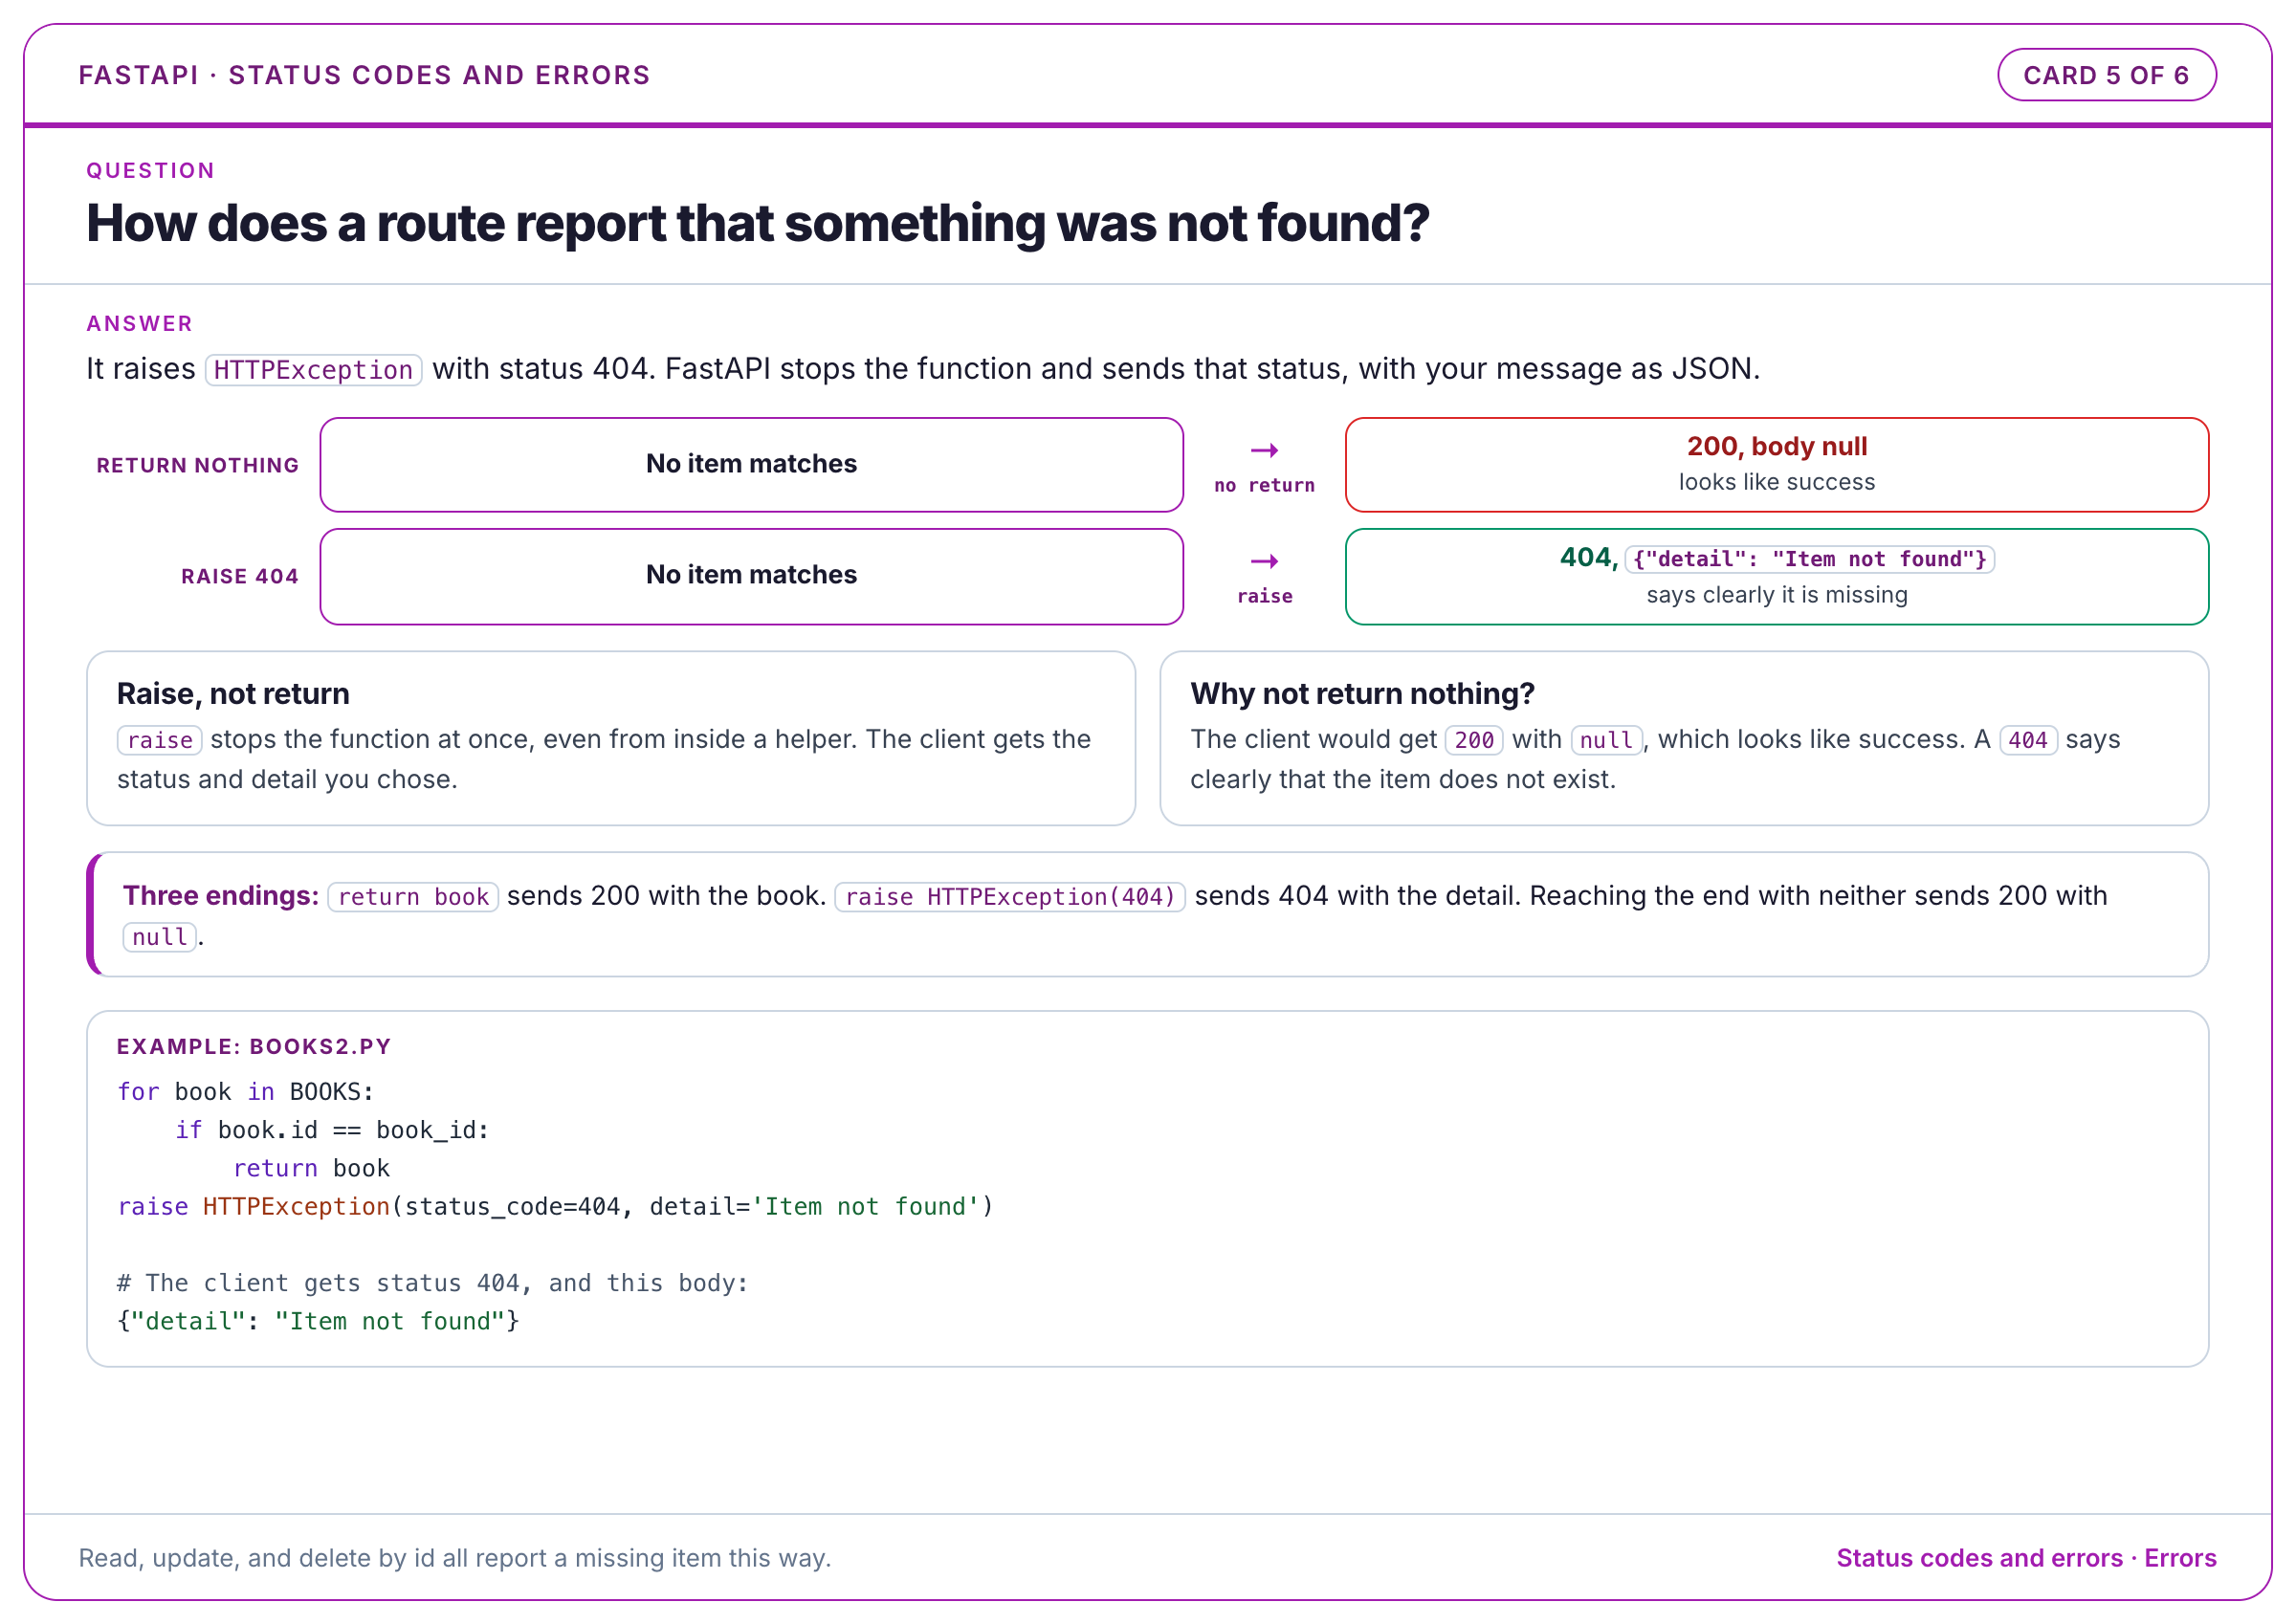 FASTAPI · STATUS CODES AND ERRORS
CARD 5 OF 6
QUESTION
How does a route report that something was not found?
ANSWER
It raises HTTPException with status 404. FastAPI stops the function and sends that status, with your message as JSON.
RETURN NOTHING
No item matches
→
no return
200, body null
looks like success
RAISE 404
No item matches
→
raise
404, {"detail": "Item not found"}
says clearly it is missing
Raise, not return
raise stops the function at once, even from inside a helper. The client gets the
status and detail you chose.
Why not return nothing?
The client would get 200 with null, which looks like success. A 404 says
clearly that the item does not exist.
Three endings: return book sends 200 with the book. raise HTTPException(404) sends 404 with the detail. Reaching the end with neither sends 200 with
null.
EXAMPLE: BOOKS2.PY
for book in BOOKS:
    if book.id == book_id:
        return book
raise HTTPException(status_code=404, detail='Item not found')
# The client gets status 404, and this body:
{"detail": "Item not found"}
Read, update, and delete by id all report a missing item this way.
Status codes and errors · Errors